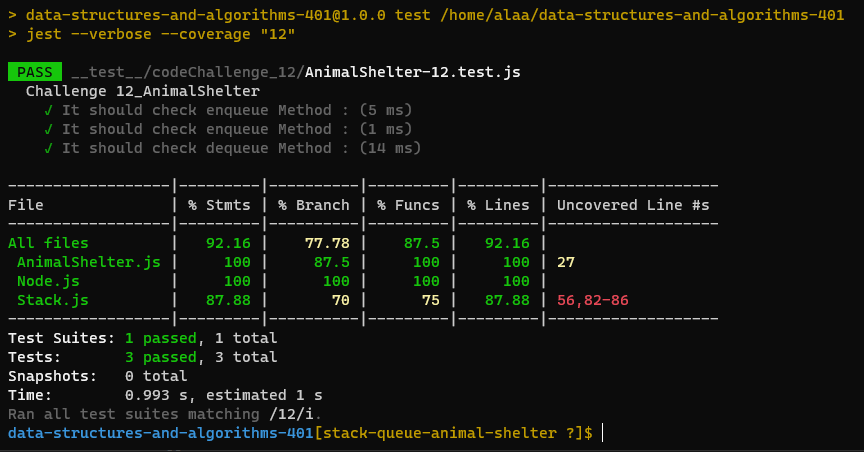 > data-structures-and-algorithms-401@1.0.0 test /home/alaa/data-structures-and-algorithms-401
> jest --verbose --coverage "12"
PASS __test__/codeChallenge_12/AnimalShelter-12.test.js
Challenge 12_AnimalShelter
√ It should check enqueue Method : (5 ms)
√ It should check enqueue Method : (1 ms)
√ It should check dequeue Method : (14 ms)
------------------|---------|----------|---------|---------|-------------------
File | % Stmts | % Branch | % Funcs | % Lines | Uncovered Line #s
------------------|---------|----------|---------|---------|-------------------
All files | 92.16 | 77.78 | 87.5 | 92.16 |
AnimalShelter.js | 100 | 87.5 | 100 | 100 | 27
Node.js | 100 | 100 | 100 | 100 |
Stack.js | 87.88 | 70 | 75 | 87.88 | 56,82-86
------------------|---------|----------|---------|---------|-------------------
Test Suites: 1 passed, 1 total
Tests: 3 passed, 3 total
Snapshots: 0 total
Time: 0.993 s, estimated 1 s
Ran all test suites matching /12/i.
data-structures-and-algorithms-401[stack-queue-animal-shelter ?]$